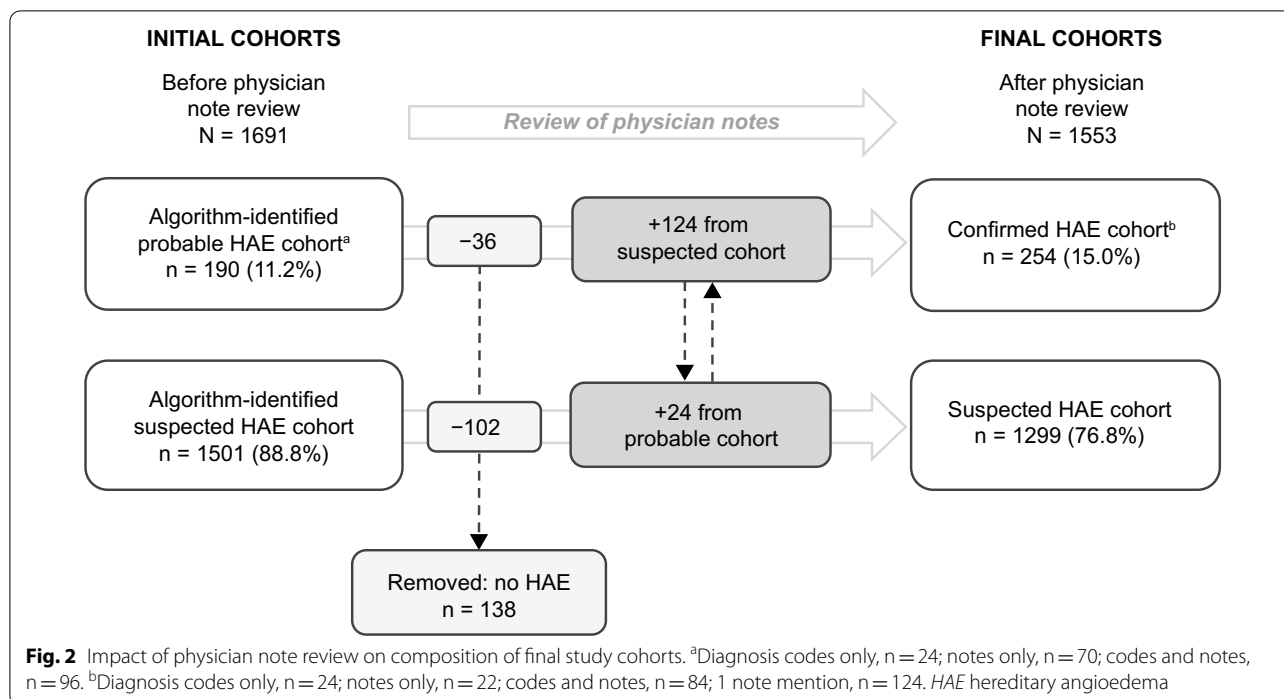 INITIAL COHORTS
FINAL COHORTS
Before physician
note review
N = 1691
Review of physician notes
After physician
note review
N = 1553
Algorithm-identified
probable HAE cohortᵃ
n = 190 (11.2%)
−36
+124 from
suspected cohort
Confirmed HAE cohortᵇ
n = 254 (15.0%)
Algorithm-identified
suspected HAE cohort
n = 1501 (88.8%)
−102
+24 from
probable cohort
Suspected HAE cohort
n = 1299 (76.8%)
Removed: no HAE
n = 138
Fig. 2 Impact of physician note review on composition of final study cohorts. ᵃDiagnosis codes only, n = 24; notes only, n = 70; codes and notes,
n = 96. ᵇDiagnosis codes only, n = 24; notes only, n = 22; codes and notes, n = 84; 1 note mention, n = 124. HAE hereditary angioedema